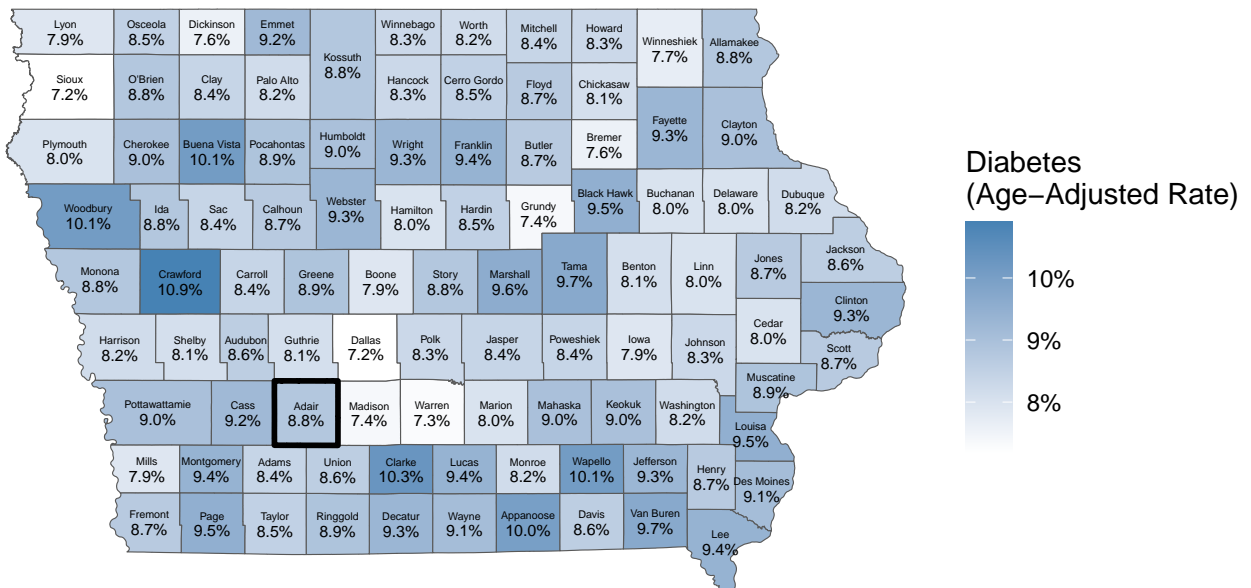 Lyon
7.9%
Osceola
8.5%
Dickinson
7.6%
Emmet
9.2%
Kossuth
8.8%
Winnebago
8.3%
Worth
8.2%
Mitchell
8.4%
Howard
8.3%
Winneshiek
7.7%
Allamakee
8.8%
Sioux
7.2%
O'Brien
8.8%
Clay
8.4%
Palo Alto
8.2%
Hancock
8.3%
Cerro Gordo
8.5%
Floyd
8.7%
Chickasaw
8.1%
Fayette
9.3%
Clayton
9.0%
Plymouth
8.0%
Cherokee
9.0%
Buena Vista
10.1%
Pocahontas
8.9%
Humboldt
9.0%
Wright
9.3%
Franklin
9.4%
Butler
8.7%
Bremer
7.6%
Woodbury
10.1%
Ida
8.8%
Sac
8.4%
Calhoun
8.7%
Webster
9.3%
Hamilton
8.0%
Hardin
8.5%
Grundy
7.4%
Black Hawk
9.5%
Buchanan
8.0%
Delaware
8.0%
Dubuque
8.2%
Monona
8.8%
Crawford
10.9%
Carroll
8.4%
Greene
8.9%
Boone
7.9%
Story
8.8%
Marshall
9.6%
Tama
9.7%
Benton
8.1%
Linn
8.0%
Jones
8.7%
Jackson
8.6%
Clinton
9.3%
Harrison
8.2%
Shelby
8.1%
Audubon
8.6%
Guthrie
8.1%
Dallas
7.2%
Polk
8.3%
Jasper
8.4%
Poweshiek
8.4%
Iowa
7.9%
Johnson
8.3%
Cedar
8.0%
Scott
8.7%
Muscatine
8.9%
Pottawattamie
9.0%
Cass
9.2%
Adair
8.8%
Madison
7.4%
Warren
7.3%
Marion
8.0%
Mahaska
9.0%
Keokuk
9.0%
Washington
8.2%
Louisa
9.5%
Mills
7.9%
Montgomery
9.4%
Adams
8.4%
Union
8.6%
Clarke
10.3%
Lucas
9.4%
Monroe
8.2%
Wapello
10.1%
Jefferson
9.3%
Henry
8.7%
Des Moines
9.1%
Fremont
8.7%
Page
9.5%
Taylor
8.5%
Ringgold
8.9%
Decatur
9.3%
Wayne
9.1%
Appanoose
10.0%
Davis
8.6%
Van Buren
9.7%
Lee
9.4%
Diabetes
(Age−Adjusted Rate)
10%
9%
8%